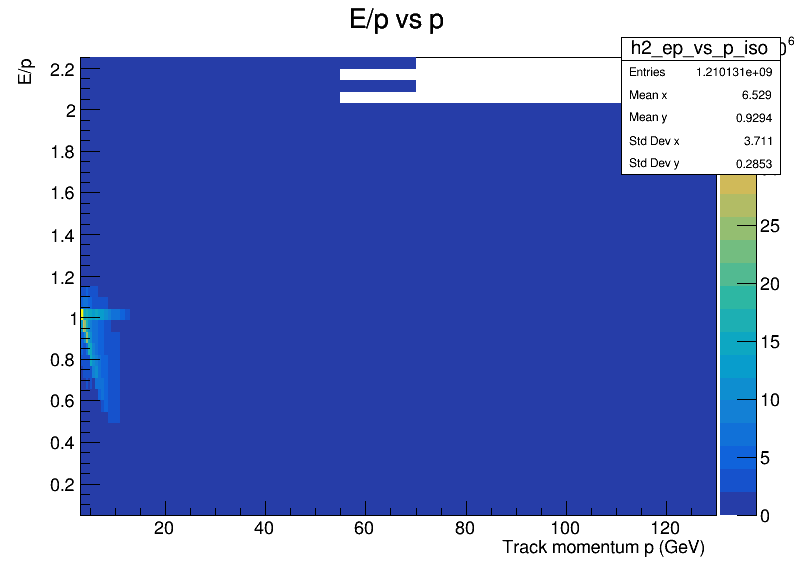 E/p vs p
h2_ep_vs_p_iso
Entries 1.210131e+09
Mean x 6.529
Mean y 0.9294
Std Dev x 3.711
Std Dev y 0.2853
E/p
2.2
2
1.8
1.6
1.4
1.2
1
0.8
0.6
0.4
0.2
25
20
15
10
5
0
20 40 60 80 100 120
Track momentum p (GeV)